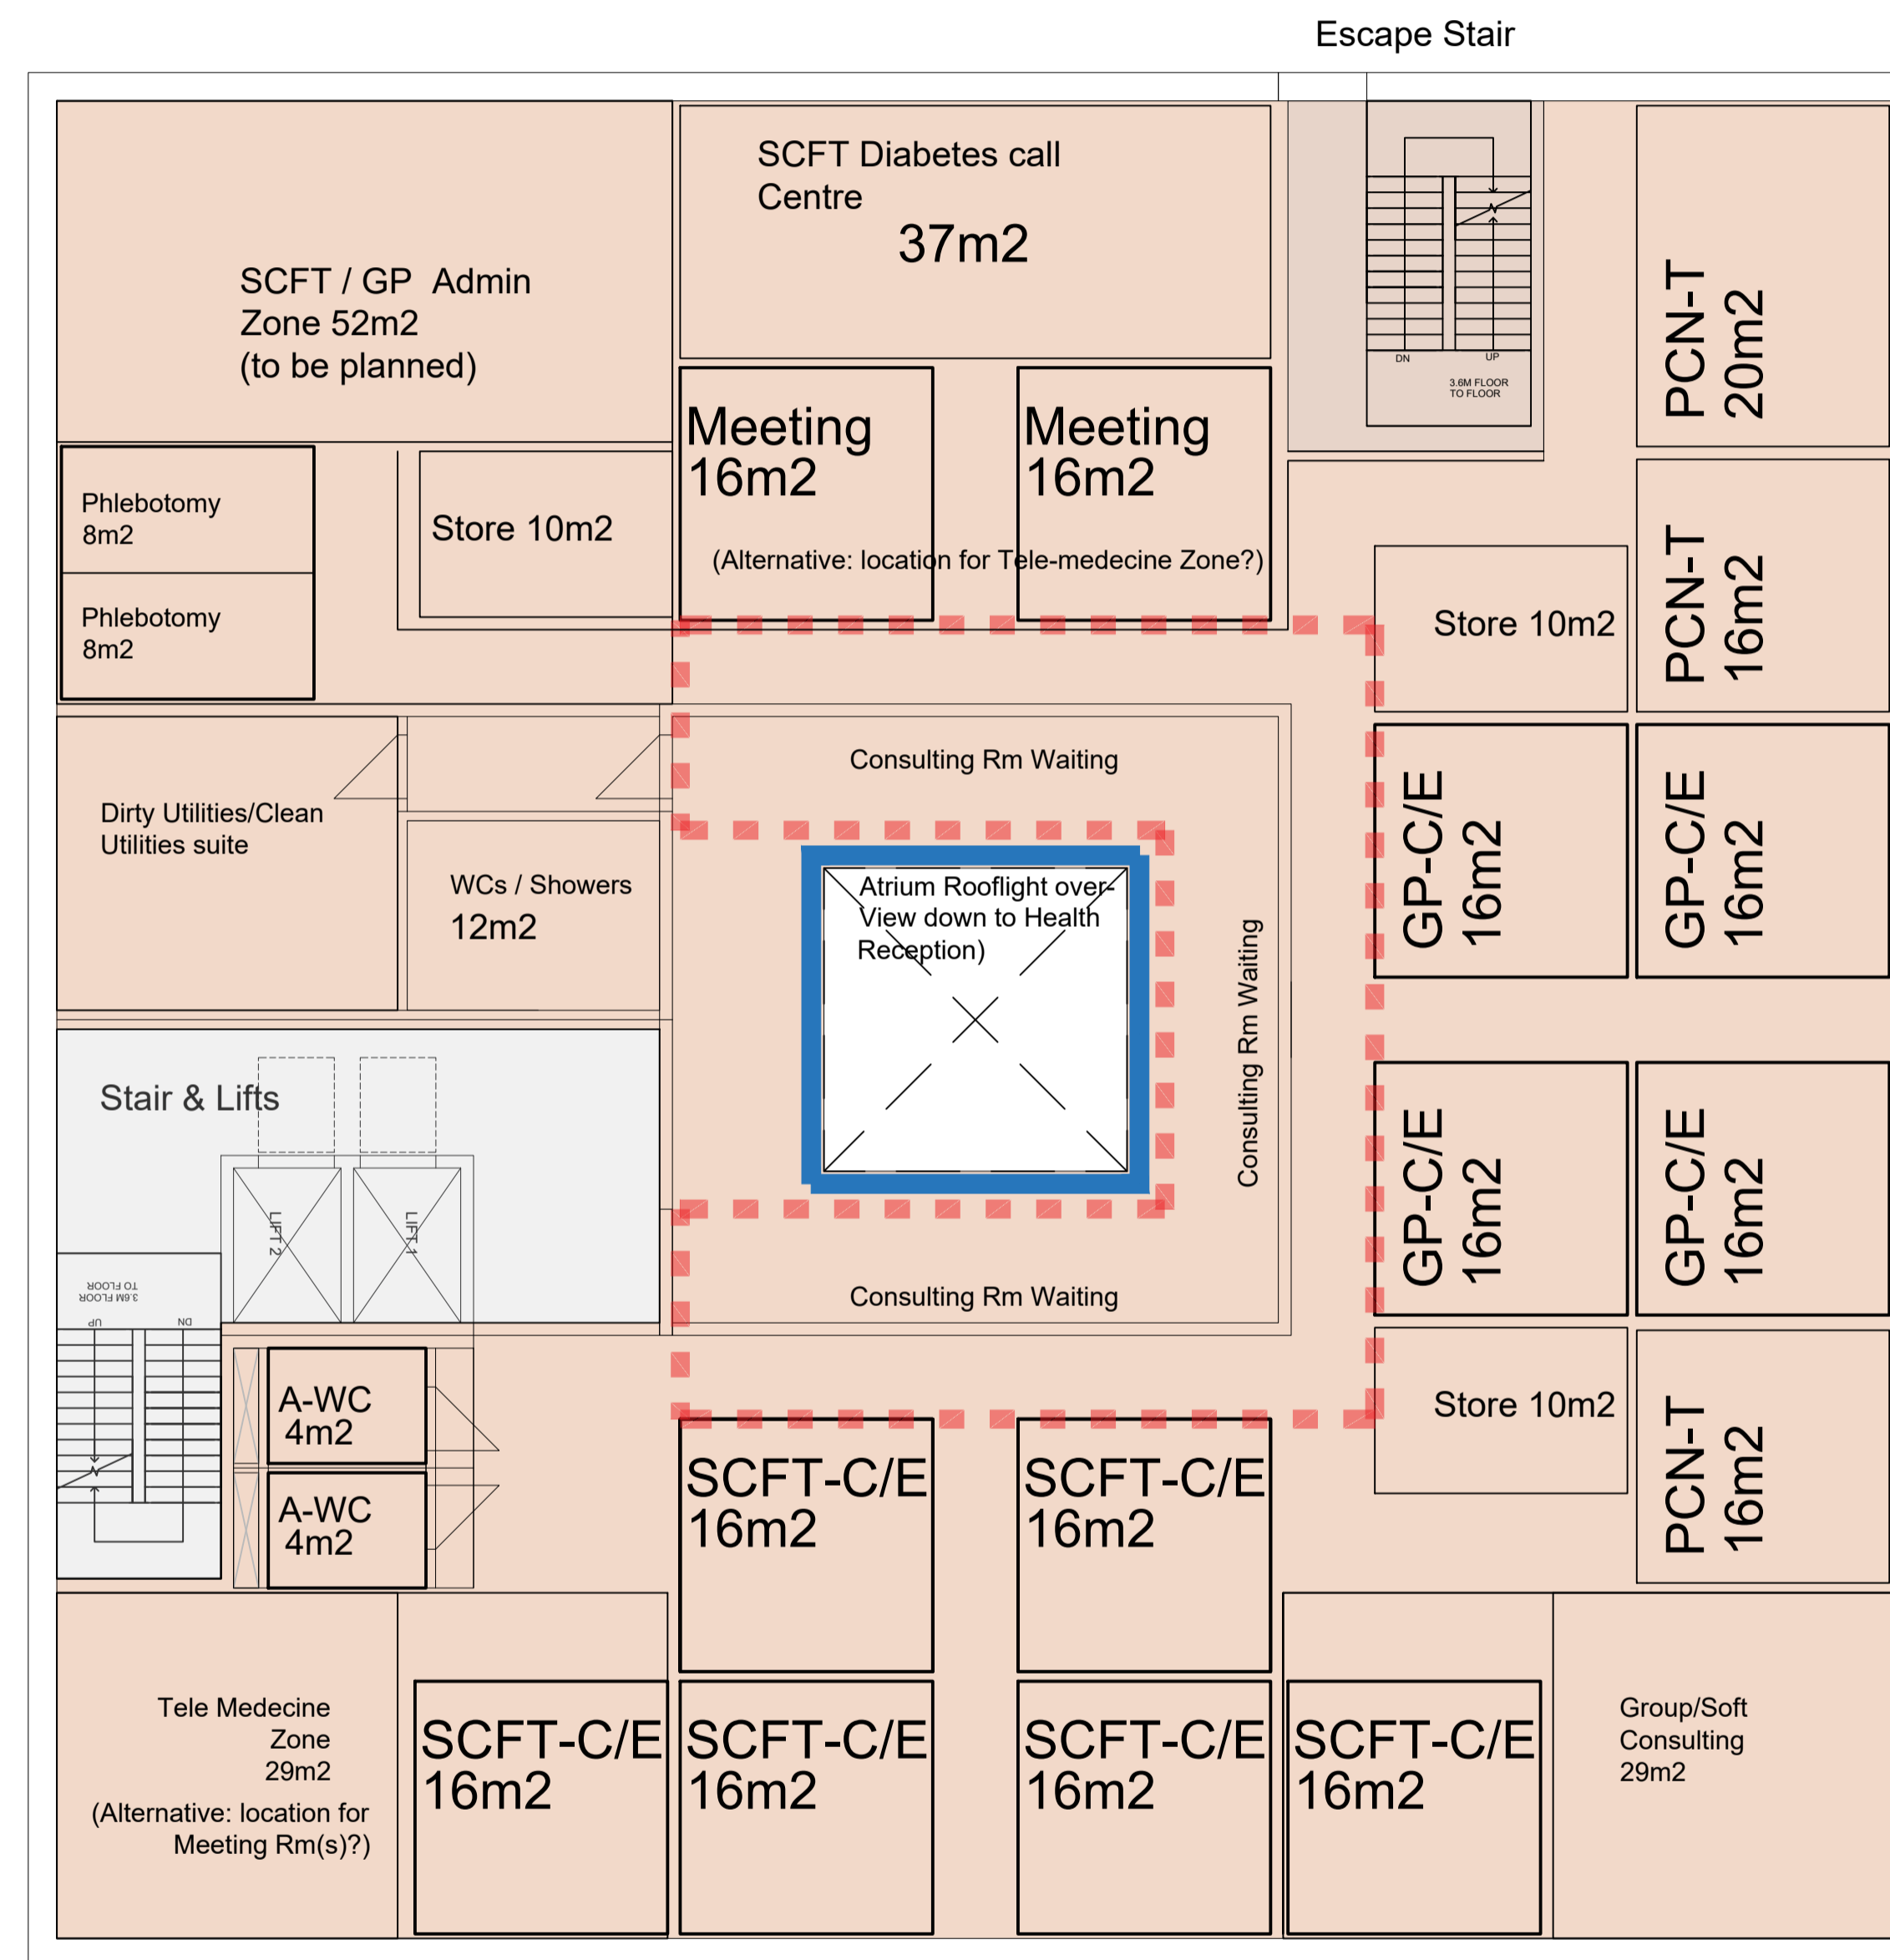 Escape Stair
SCFT Diabetes call
Centre
37m2
SCFT / GP Admin
Zone 52m2
(to be planned)
DN
UP
3.6M FLOOR
TO FLOOR
PCN-T
20m2
Meeting
16m2
Meeting
16m2
(Alternative: location for Tele-medecine Zone?)
Phlebotomy
8m2
Phlebotomy
8m2
Store 10m2
Store 10m2
PCN-T
16m2
Consulting Rm Waiting
Dirty Utilities/Clean
Utilities suite
WCs / Showers
12m2
Atrium Rooflight over-
View down to Health
Reception)
Consulting Rm Waiting
GP-C/E
16m2
GP-C/E
16m2
Stair & Lifts
LIFT 2
LIFT 1
3.6M FLOOR
TO FLOOR
UP
DN
Consulting Rm Waiting
GP-C/E
16m2
GP-C/E
16m2
A-WC
4m2
A-WC
4m2
Store 10m2
PCN-T
16m2
SCFT-C/E
16m2
SCFT-C/E
16m2
Tele Medecine
Zone
29m2
(Alternative: location for
Meeting Rm(s)?)
SCFT-C/E
16m2
SCFT-C/E
16m2
SCFT-C/E
16m2
SCFT-C/E
16m2
Group/Soft
Consulting
29m2